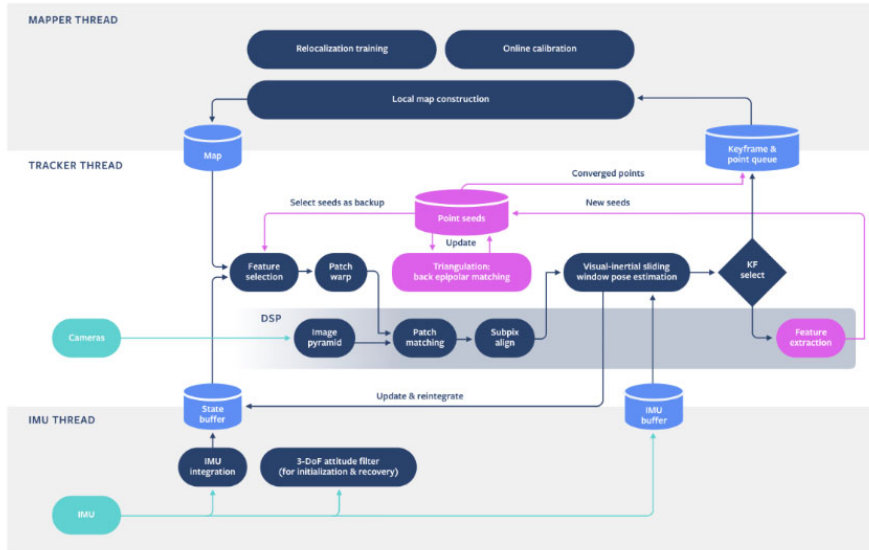 MAPPER THREAD
Relocalization training
Online calibration
Local map construction
Map
Keyframe &
point queue
TRACKER THREAD
Converged points
Select seeds as backup
Point seeds
New seeds
Update
Feature
selection
Patch
warp
Triangulation:
back epipolar matching
Visual-inertial sliding
window pose estimation
KF
select
DSP
Cameras
Image
pyramid
Patch
matching
Subpix
align
Feature
extraction
State
buffer
Update & reintegrate
IMU
buffer
IMU THREAD
IMU
integration
3-DoF attitude filter
(for initialization & recovery)
IMU